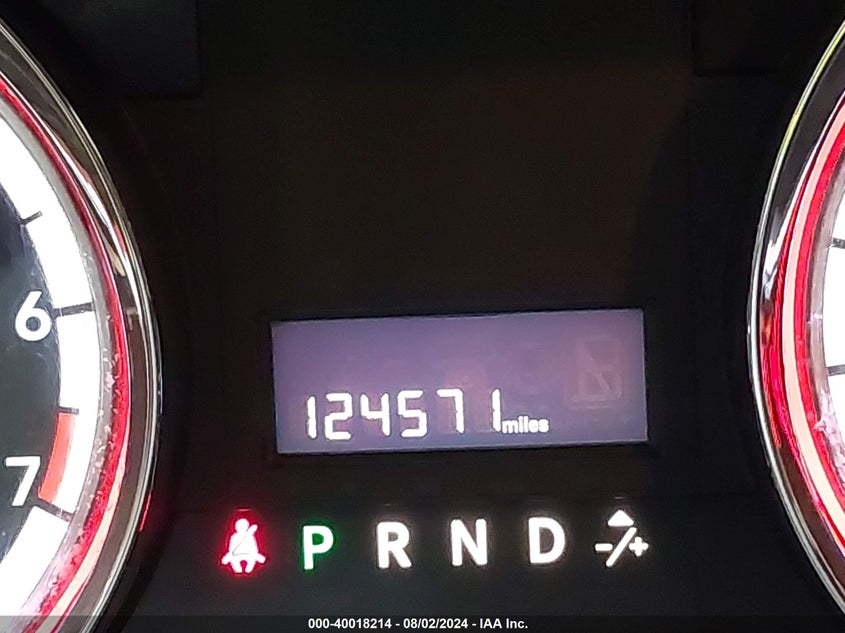 6
7
124571 miles
P R N D -/+
000-40018214 - 08/02/2024 - IAA Inc.